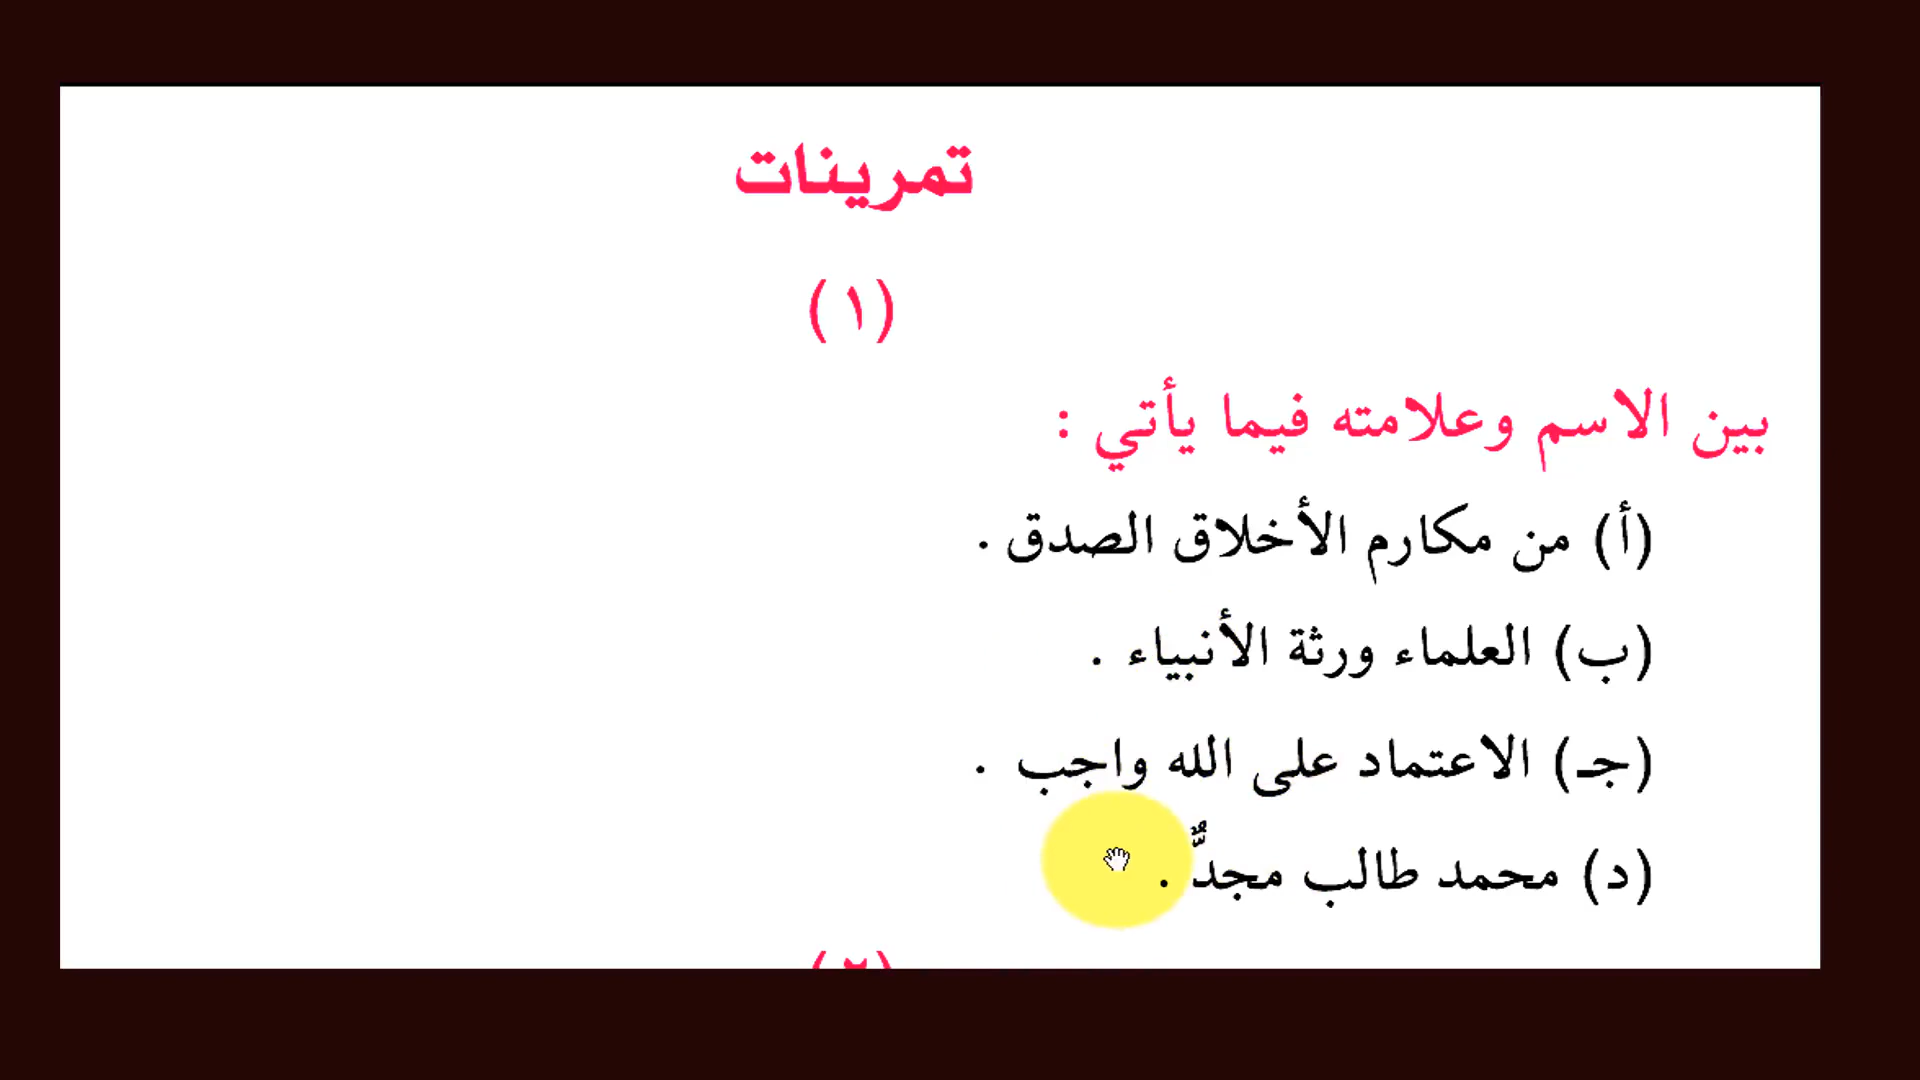 تمرينات
(١)
بين الاسم وعلامته فيما يأتي :
(أ) من مكارم الأخلاق الصدق .
(ب) العلماء ورثة الأنبياء .
(جـ) الاعتماد على الله واجب .
(د) محمد طالب مجدٌّ .
(٢)